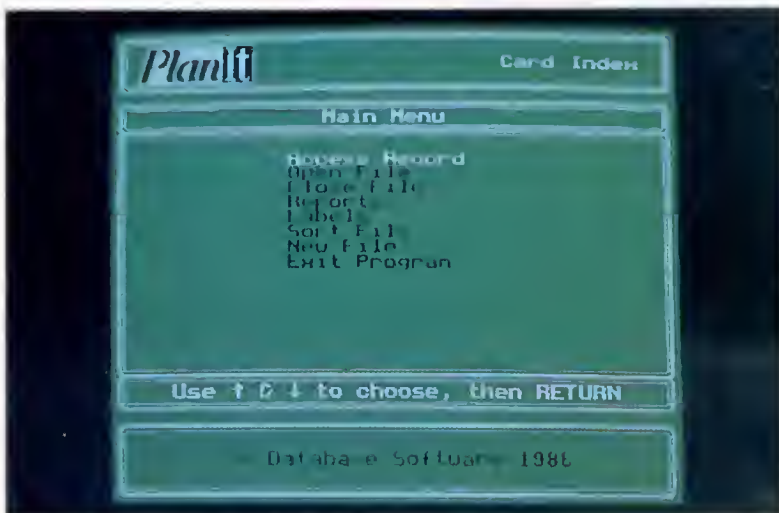 PlanIt
Card Index
Main Menu
Access Record
Open File
Close File
Report
Labels
Sort File
New File
Exit Program
Use ↑ & ↓ to choose, then RETURN
Database Software 1986